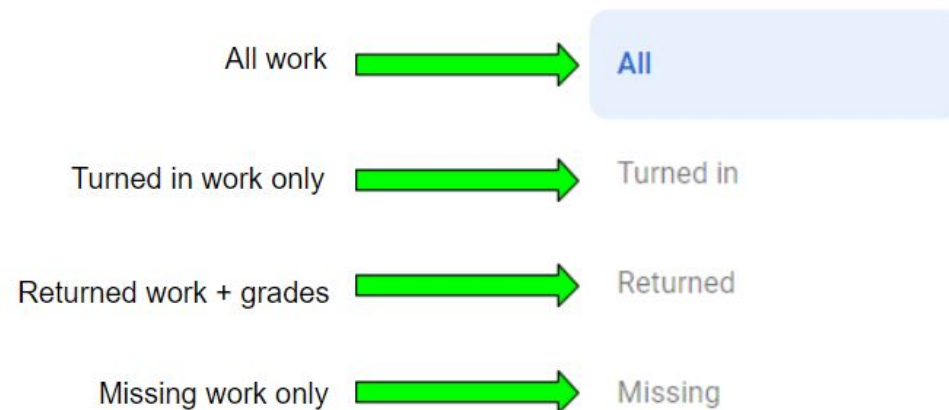 All work All
Turned in work only Turned in
Returned work + grades Returned
Missing work only Missing